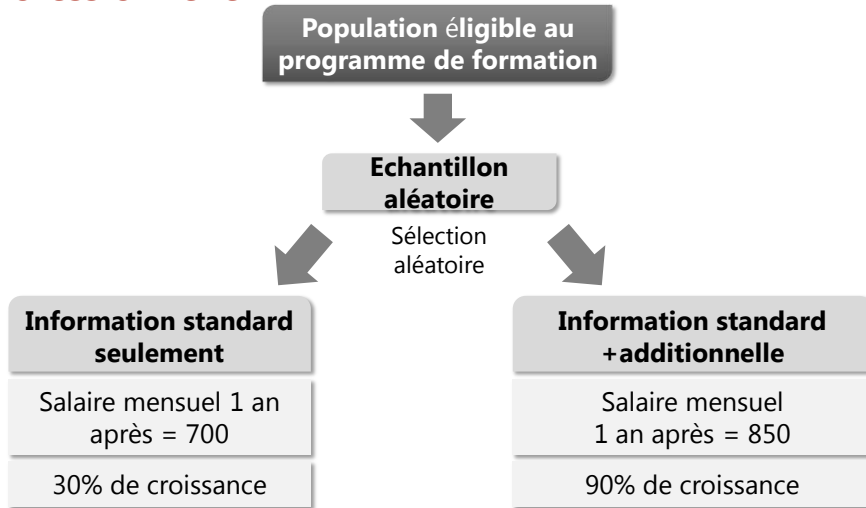 Population éligible au
programme de formation
Echantillon
aléatoire
Sélection
aléatoire
Information standard
seulement
Salaire mensuel 1 an
après = 700
30% de croissance
Information standard
+additionnelle
Salaire mensuel
1 an après = 850
90% de croissance